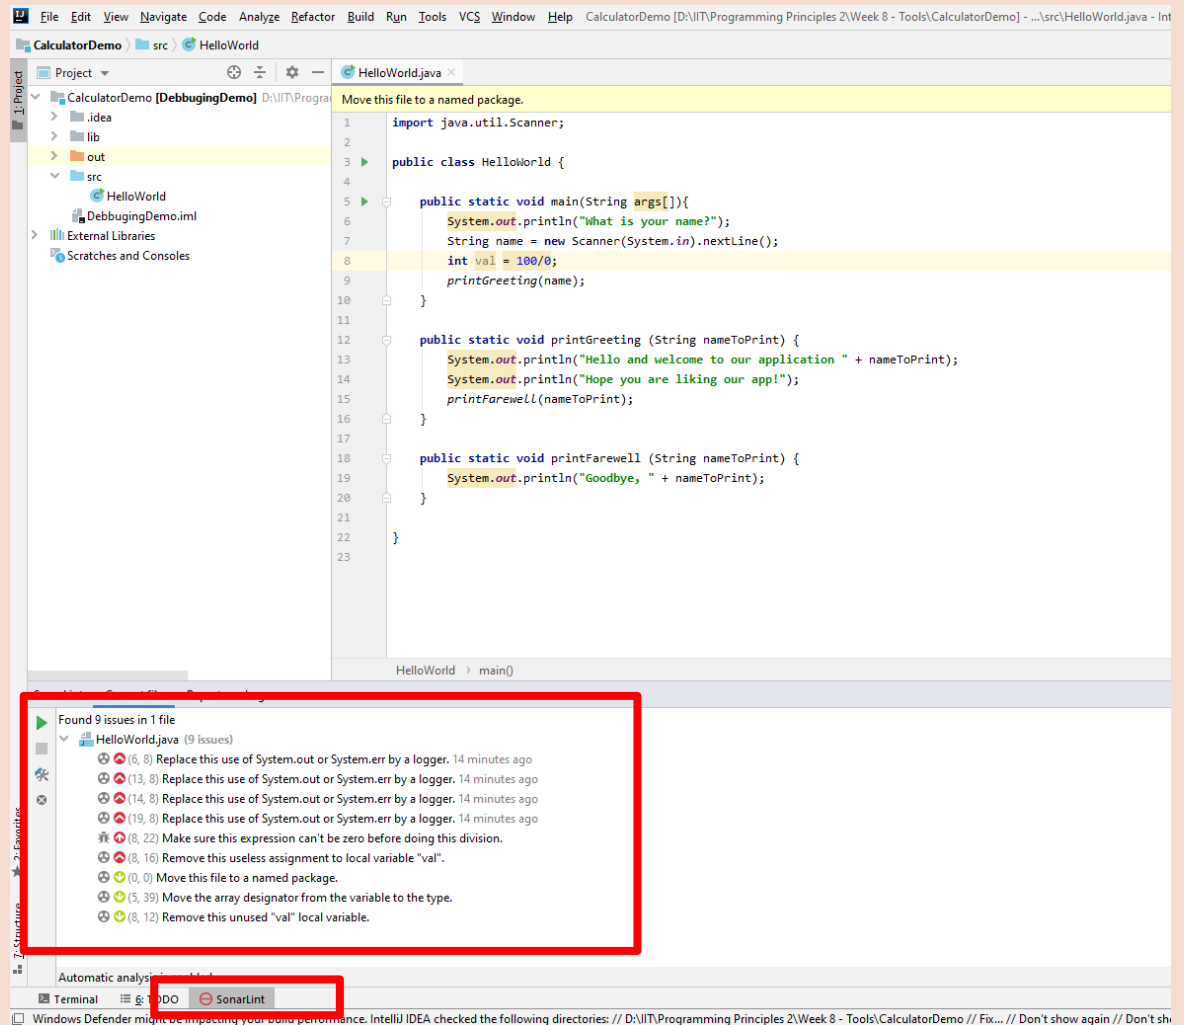 IJ File Edit View Navigate Code Analyze Refactor Build Run Tools VCS Window Help CalculatorDemo [D:\IIT\Programming Principles 2\Week 8 - Tools\CalculatorDemo] - ...\src\HelloWorld.java - Int
CalculatorDemo src HelloWorld
Project HelloWorld.java
1: Project
CalculatorDemo [DebbugingDemo] D:\IIT\Program
.idea
lib
out
src
HelloWorld
DebbugingDemo.iml
External Libraries
Scratches and Consoles
Move this file to a named package.
1 import java.util.Scanner;
2
3 public class HelloWorld {
4
5 public static void main(String args[]){
6 System.out.println("What is your name?");
7 String name = new Scanner(System.in).nextLine();
8 int val = 100/0;
9 printGreeting(name);
10 }
11
12 public static void printGreeting (String nameToPrint) {
13 System.out.println("Hello and welcome to our application " + nameToPrint);
14 System.out.println("Hope you are liking our app!");
15 printFarewell(nameToPrint);
16 }
17
18 public static void printFarewell (String nameToPrint) {
19 System.out.println("Goodbye, " + nameToPrint);
20 }
21
22 }
23
HelloWorld > main()
Found 9 issues in 1 file
HelloWorld.java (9 issues)
(6, 8) Replace this use of System.out or System.err by a logger. 14 minutes ago
(13, 8) Replace this use of System.out or System.err by a logger. 14 minutes ago
(14, 8) Replace this use of System.out or System.err by a logger. 14 minutes ago
(19, 8) Replace this use of System.out or System.err by a logger. 14 minutes ago
(8, 22) Make sure this expression can't be zero before doing this division.
(8, 16) Remove this useless assignment to local variable "val".
(0, 0) Move this file to a named package.
(5, 39) Move the array designator from the variable to the type.
(8, 12) Remove this unused "val" local variable.
2: Favorites
7: Structure
Automatic analysis
Terminal 6: TODO SonarLint
Windows Defender might be impacting your build performance. IntelliJ IDEA checked the following directories: // D:\IIT\Programming Principles 2\Week 8 - Tools\CalculatorDemo // Fix... // Don't show again // Don't sh